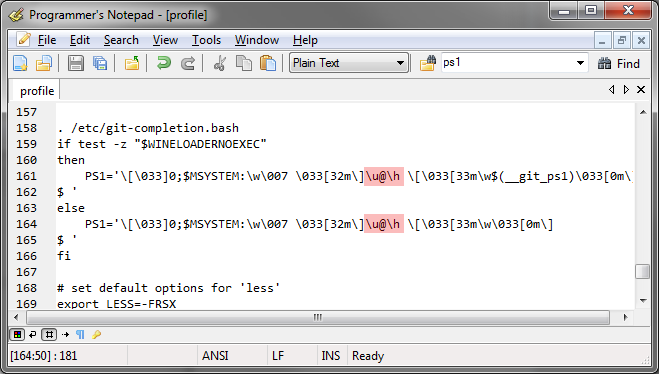 Programmer's Notepad - [profile]
File Edit Search View Tools Window Help
Plain Text ps1 Find
profile
157
158 . /etc/git-completion.bash
159 if test -z "$WINELOADERNOEXEC"
160 then
161     PS1='\[\033]0;$MSYSTEM:\w\007 \033[32m\]\u@\h \[\033[33m\w$(__git_ps1)\033[0m\
162 $ '
163 else
164     PS1='\[\033]0;$MSYSTEM:\w\007 \033[32m\]\u@\h \[\033[33m\w\033[0m\]
165 $ '
166 fi
167
168 # set default options for 'less'
169 export LESS=-FRSX
[164:50] : 181 ANSI LF INS Ready